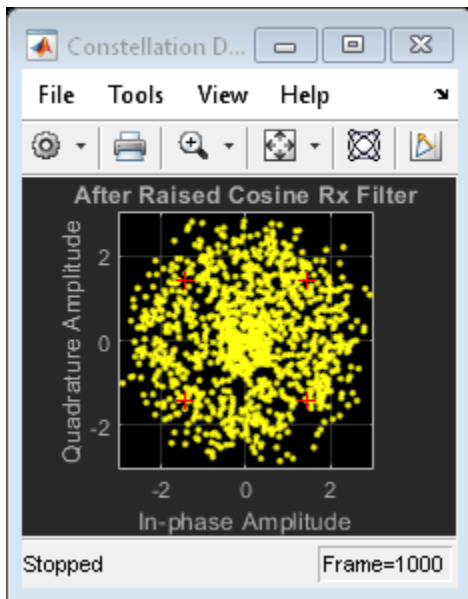 Constellation D...
File Tools View Help
After Raised Cosine Rx Filter
Quadrature Amplitude
2
0
-2
-2 0 2
In-phase Amplitude
Stopped Frame=1000